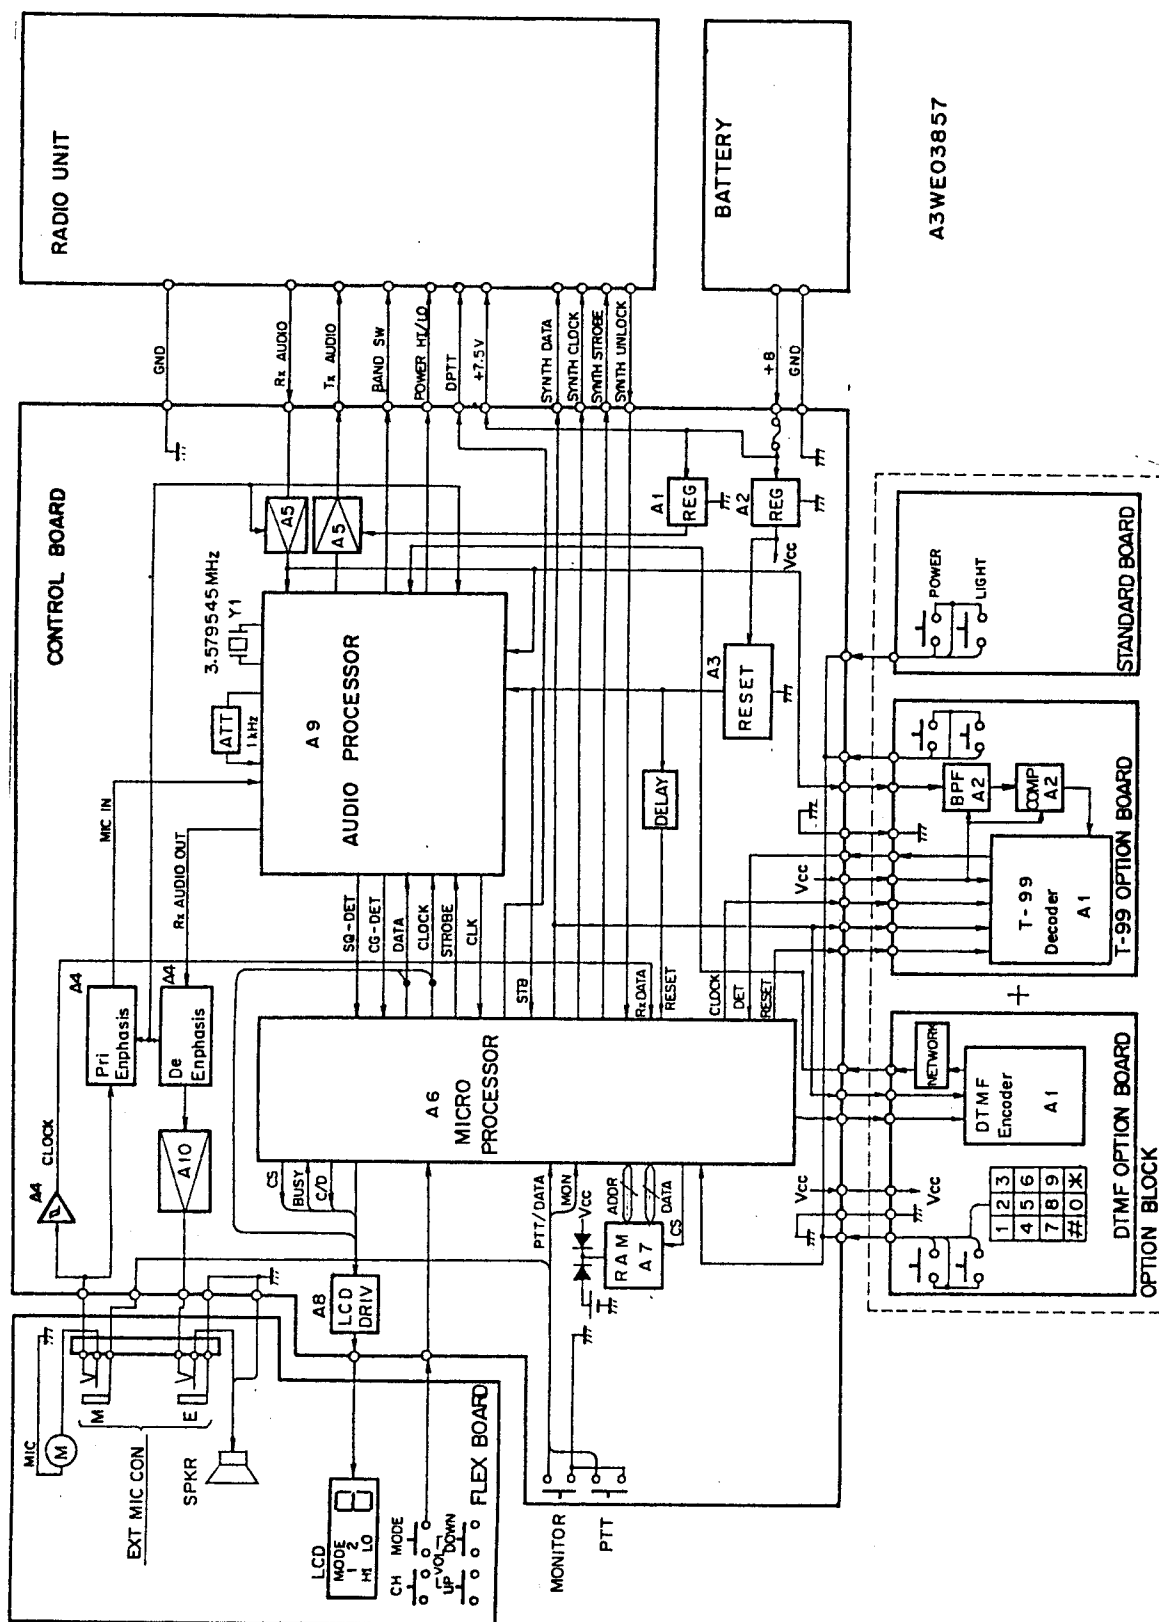 RADIO UNIT
BATTERY
A3WE03857
GND
Rx AUDIO
Tx AUDIO
BAND SW
POWER HI/LO
DPTT
+7.5V
SYNTH DATA
SYNTH CLOCK
SYNTH STROBE
SYNTH UNLOCK
+8
GND
CONTROL BOARD
3.579545MHz
Y1
ATT
1kHz
A5
A5
A1
REG
A2
REG
Vcc
A3
RESET
DELAY
A9
AUDIO
PROCESSOR
MIC IN
Rx AUDIO OUT
SQ-DET
CG-DET
DATA
CLOCK
STROBE
CLK
STB
RxDATA
RESET
CLOCK
DET
RESET
A4
Pri
Enphasis
A4
De
Enphasis
A10
A4
CLOCK
A6
MICRO
PROCESSOR
CS
BUSY
C/D
PTT/DATA
MON
Vcc
ADDR
DATA
CS
RAM
A7
A8
LCD
DRIV
MIC
M
M
E
EXT MIC CON
SPKR
LCD
MODE
1 2
HI LO
CH
MODE
VOL
UP
DOWN
FLEX BOARD
MONITOR
PTT
POWER
LIGHT
STANDARD BOARD
BPF
A2
COMP
A2
Vcc
T-99
Decoder
A1
T-99 OPTION BOARD
+
NETWORK
DTMF
Encoder
A1
Vcc
Vcc
1 2 3
4 5 6
7 8 9
# 0 *
DTMF OPTION BOARD
OPTION BLOCK